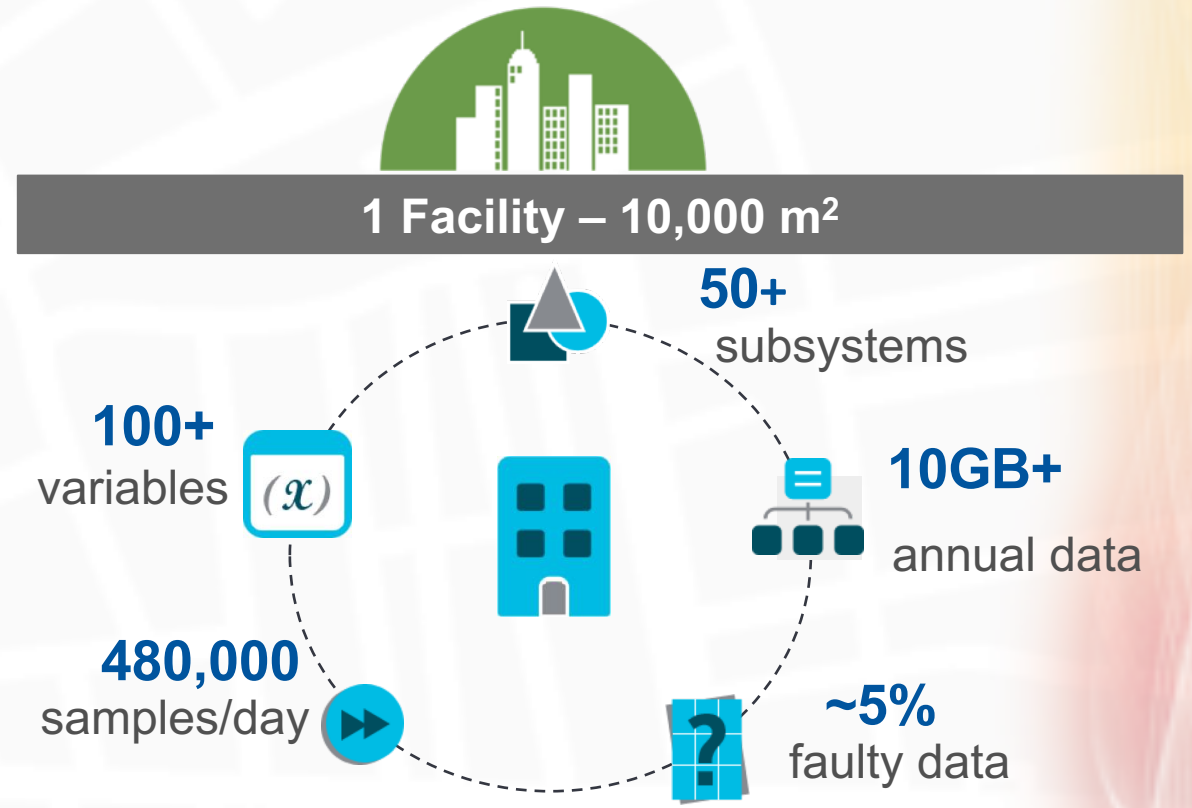 1 Facility – 10,000 m²
50+
subsystems
100+
variables
(x)
10GB+
annual data
480,000
samples/day
~5%
faulty data
?